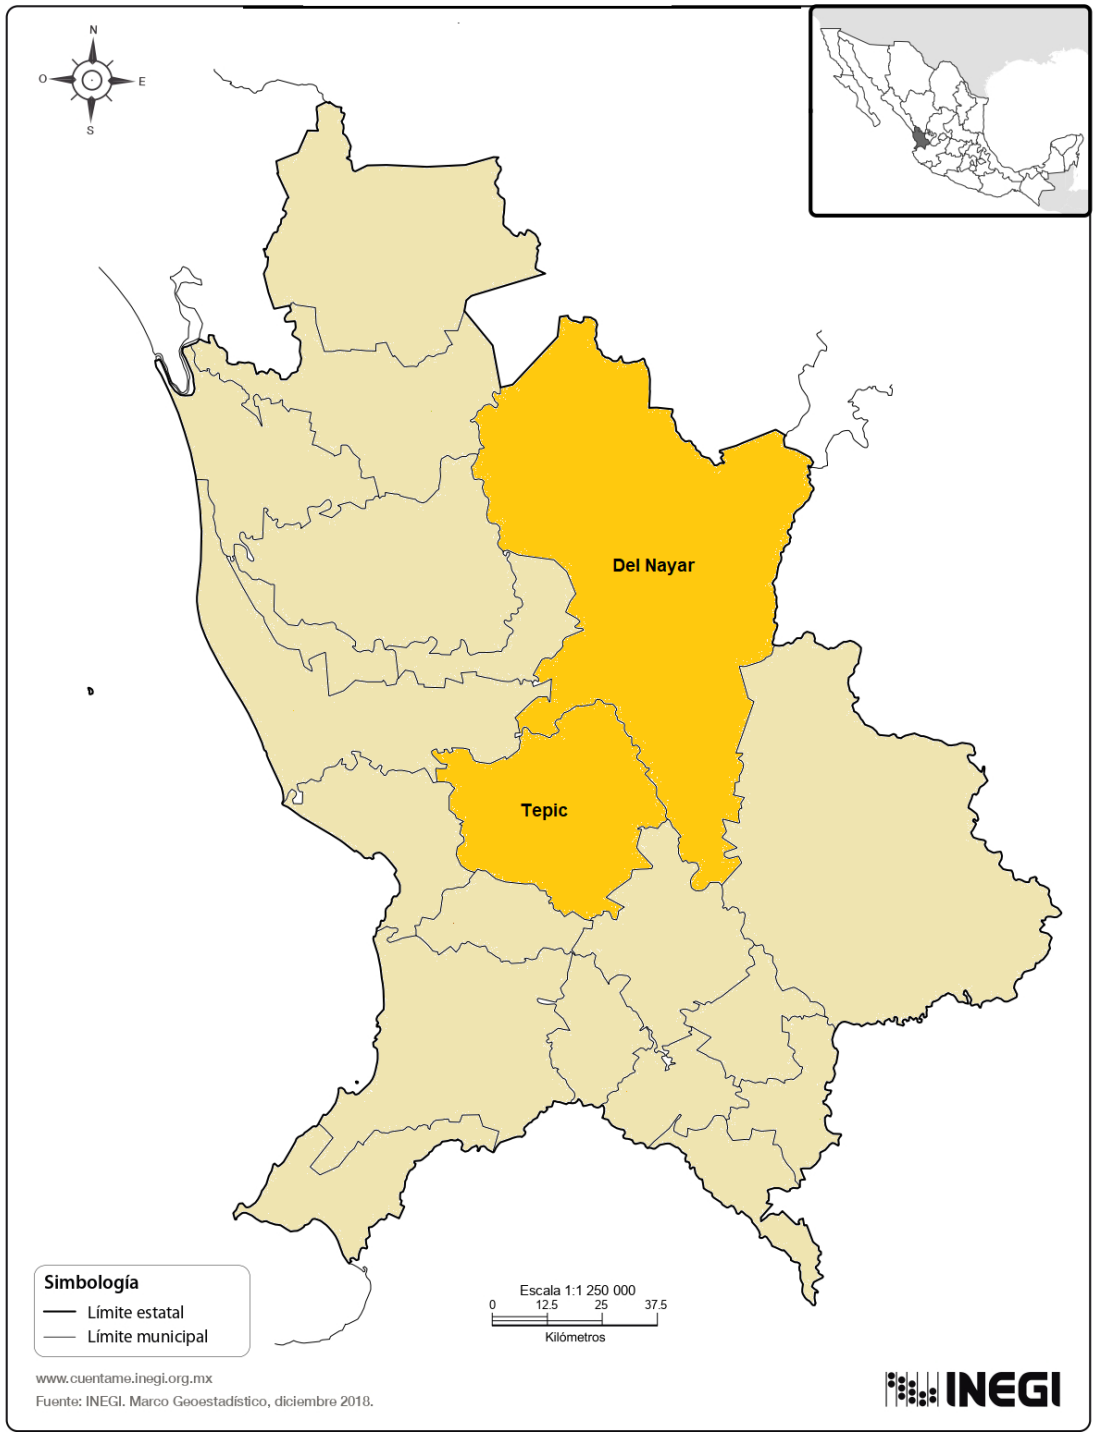 N
O
E
S
Del Nayar
Tepic
Simbología
Límite estatal
Límite municipal
Escala 1:1 250 000
0 12.5 25 37.5
Kilómetros
www.cuentame.inegi.org.mx
Fuente: INEGI. Marco Geoestadístico, diciembre 2018.
INEGI